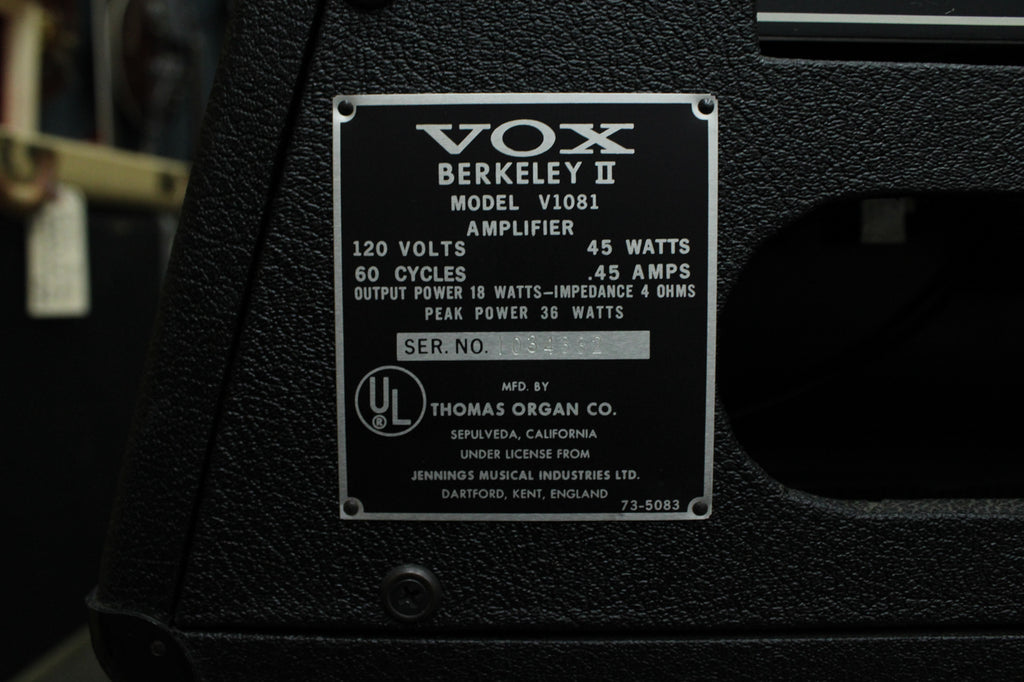 VOX
BERKELEY II
MODEL V1081
AMPLIFIER
120 VOLTS 45 WATTS
60 CYCLES .45 AMPS
OUTPUT POWER 18 WATTS—IMPEDANCE 4 OHMS
PEAK POWER 36 WATTS
SER. NO.
UL ®
MFD. BY
THOMAS ORGAN CO.
SEPULVEDA, CALIFORNIA
UNDER LICENSE FROM
JENNINGS MUSICAL INDUSTRIES LTD.
DARTFORD, KENT, ENGLAND
73-5083